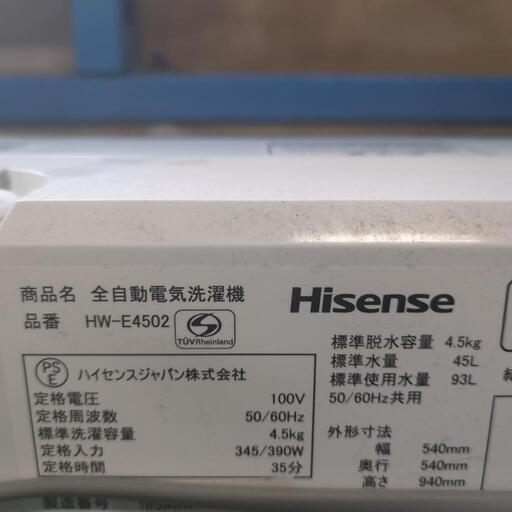 商品名 全自動電気洗濯機
Hisense
品番 HW-E4502
TÜVRheinland
PS
E
ハイセンスジャパン株式会社
定格電圧 100V
定格周波数 50/60Hz
標準洗濯容量 4.5kg
定格入力 345/390W
定格時間 35分
製造番号
標準脱水容量 4.5kg
標準水量 45L
標準使用水量 93L
50/60Hz共用
外形寸法
幅 540mm
奥行 540mm
高さ 940mm